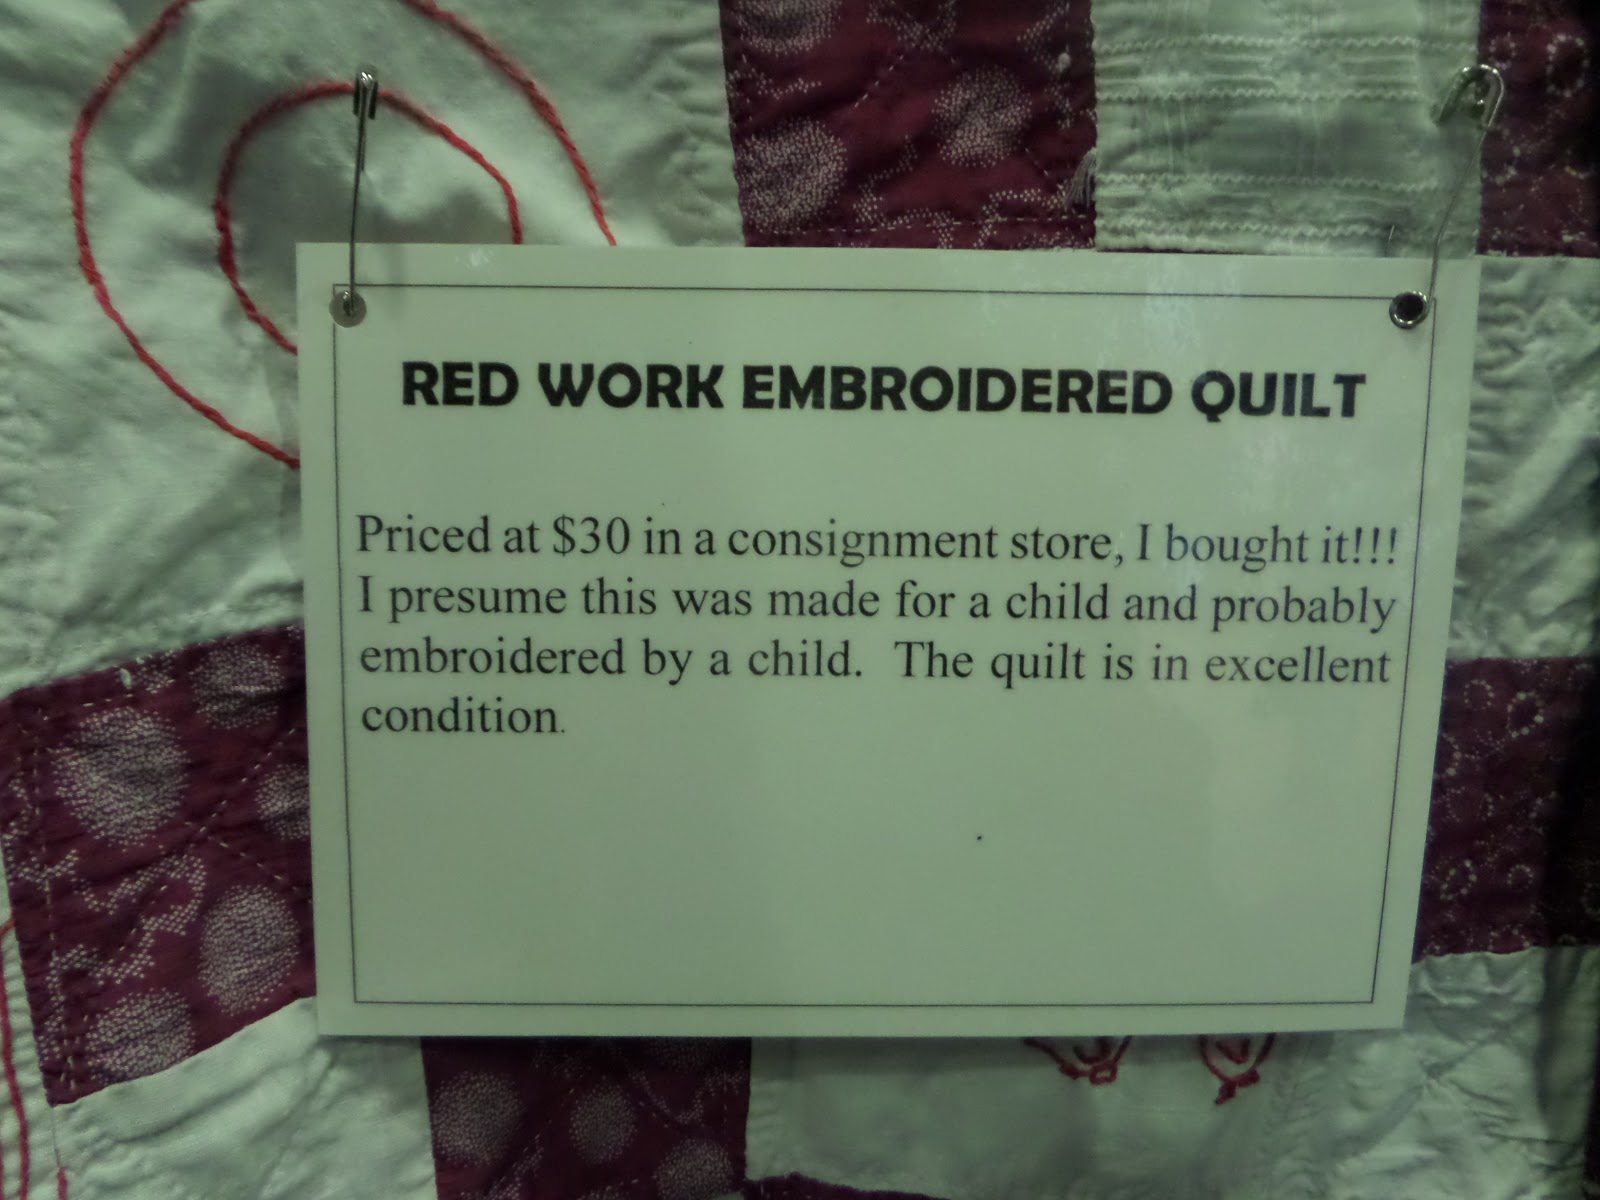 RED WORK EMBROIDERED QUILT
Priced at $30 in a consignment store, I bought it!!!
I presume this was made for a child and probably
embroidered by a child.  The quilt is in excellent
condition.